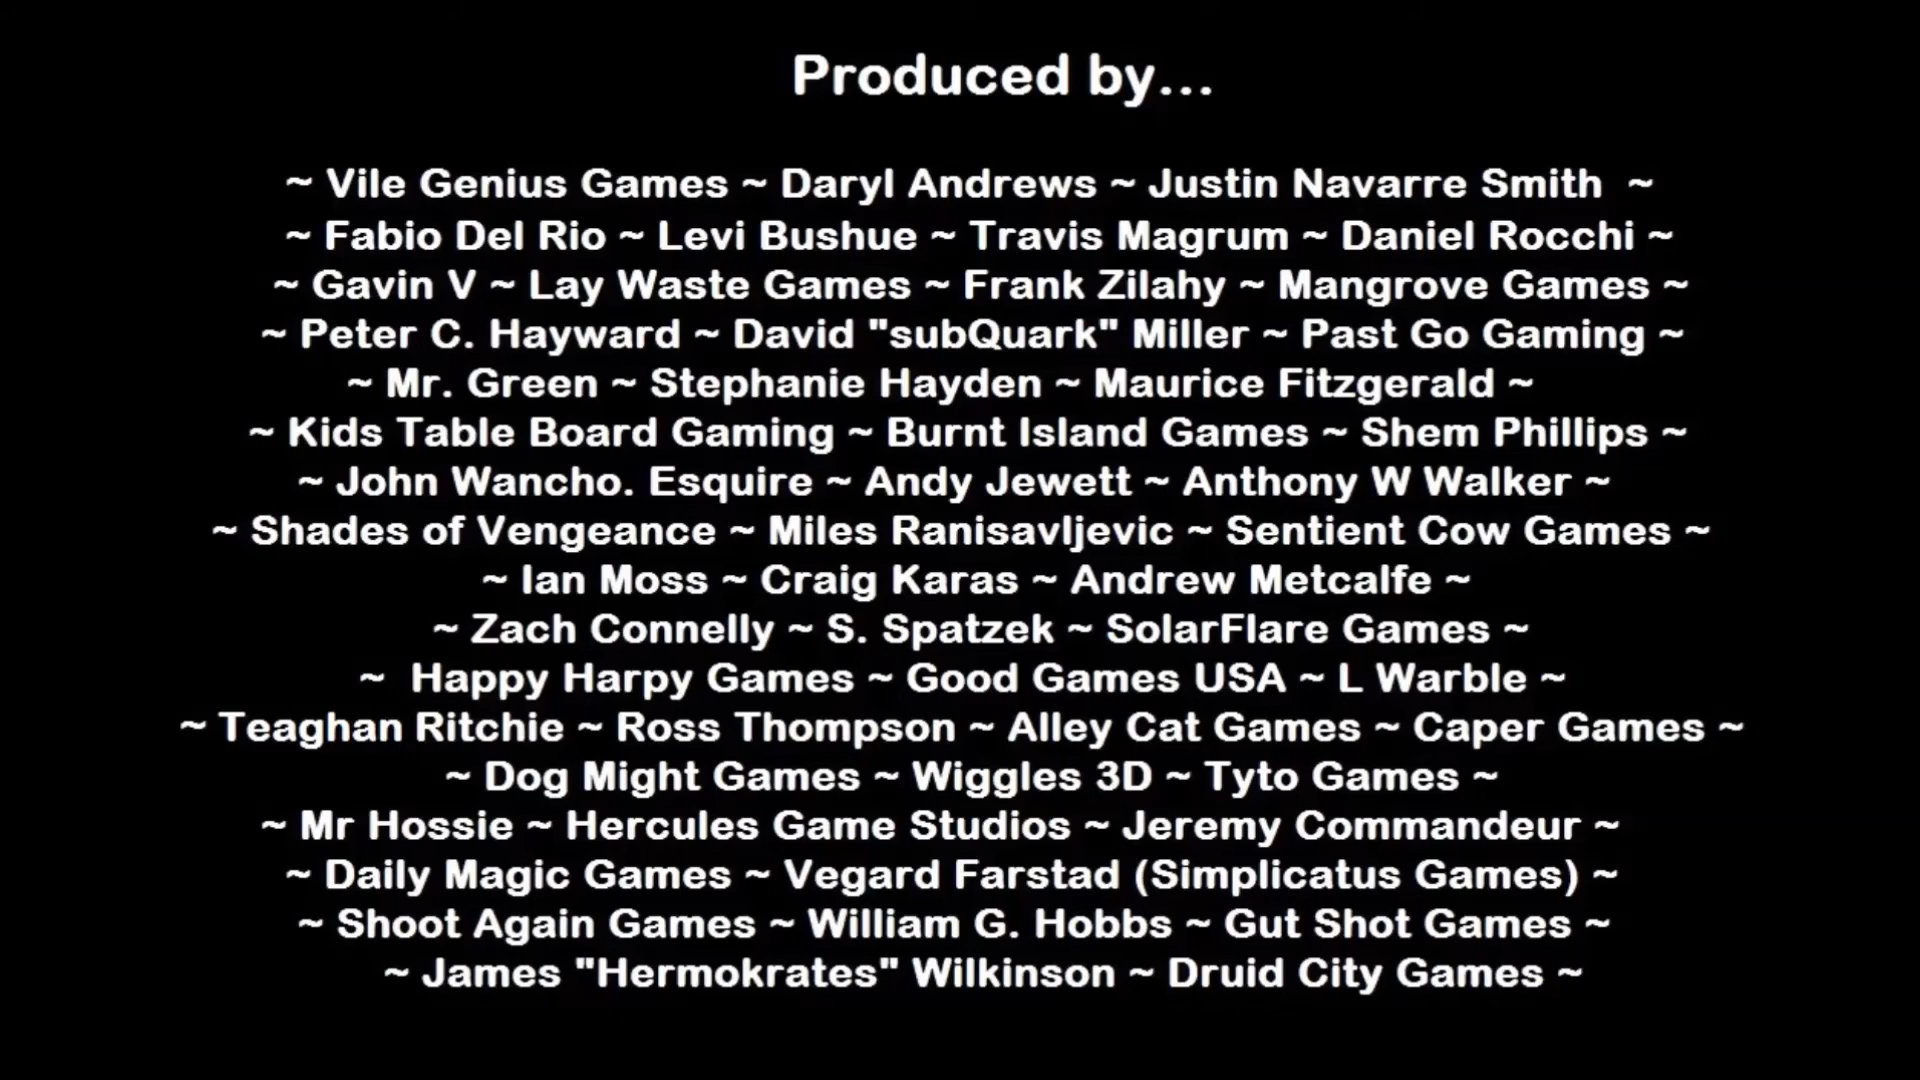 Produced by...
~ Vile Genius Games ~ Daryl Andrews ~ Justin Navarre Smith ~
~ Fabio Del Rio ~ Levi Bushue ~ Travis Magrum ~ Daniel Rocchi ~
~ Gavin V ~ Lay Waste Games ~ Frank Zilahy ~ Mangrove Games ~
~ Peter C. Hayward ~ David "subQuark" Miller ~ Past Go Gaming ~
~ Mr. Green ~ Stephanie Hayden ~ Maurice Fitzgerald ~
~ Kids Table Board Gaming ~ Burnt Island Games ~ Shem Phillips ~
~ John Wancho. Esquire ~ Andy Jewett ~ Anthony W Walker ~
~ Shades of Vengeance ~ Miles Ranisavljevic ~ Sentient Cow Games ~
~ Ian Moss ~ Craig Karas ~ Andrew Metcalfe ~
~ Zach Connelly ~ S. Spatzek ~ SolarFlare Games ~
~ Happy Harpy Games ~ Good Games USA ~ L Warble ~
~ Teaghan Ritchie ~ Ross Thompson ~ Alley Cat Games ~ Caper Games ~
~ Dog Might Games ~ Wiggles 3D ~ Tyto Games ~
~ Mr Hossie ~ Hercules Game Studios ~ Jeremy Commandeur ~
~ Daily Magic Games ~ Vegard Farstad (Simplicatus Games) ~
~ Shoot Again Games ~ William G. Hobbs ~ Gut Shot Games ~
~ James "Hermokrates" Wilkinson ~ Druid City Games ~